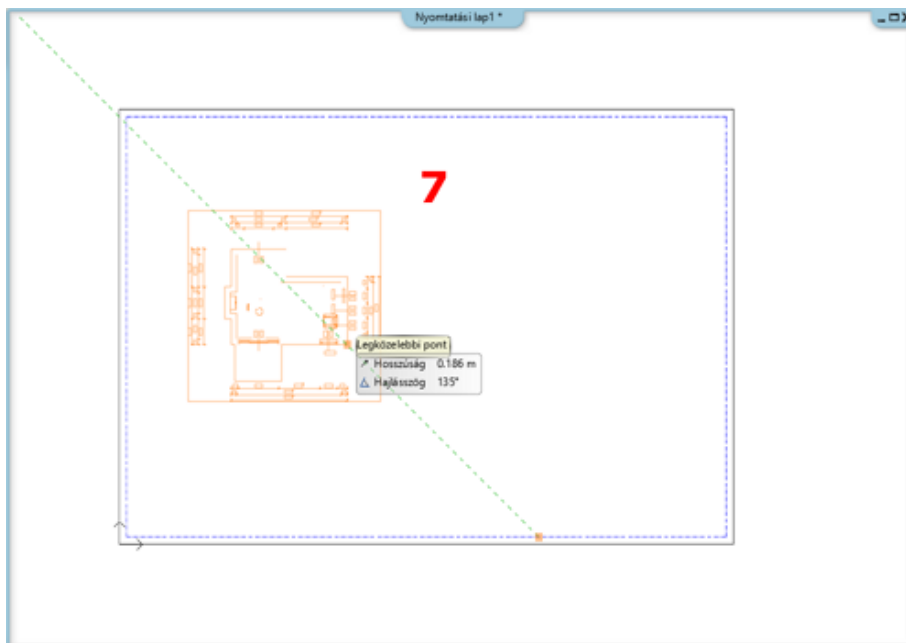 Nyomtatási lap1 *
7
Legközelebbi pont
Hosszúság 0.186 m
Hajlásszög 135°